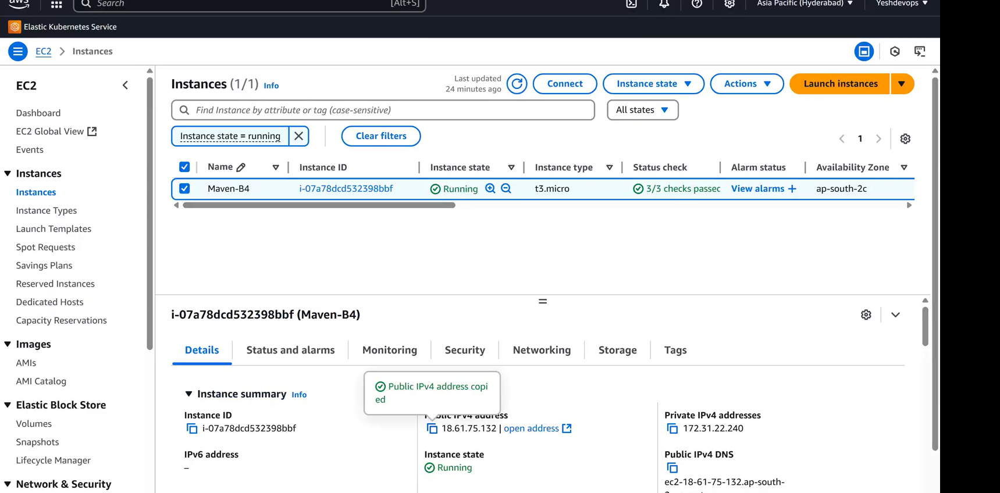 aws
Search
[Alt+S]
Asia Pacific (Hyderabad)
Yeshdevops
Elastic Kubernetes Service
EC2
Instances
EC2
Dashboard
EC2 Global View
Events
Instances
Instances
Instance Types
Launch Templates
Spot Requests
Savings Plans
Reserved Instances
Dedicated Hosts
Capacity Reservations
Images
AMIs
AMI Catalog
Elastic Block Store
Volumes
Snapshots
Lifecycle Manager
Network & Security
Instances (1/1) Info
Last updated
24 minutes ago
Connect
Instance state
Actions
Launch instances
Find Instance by attribute or tag (case-sensitive)
All states
Instance state = running
Clear filters
1
Name
Instance ID
Instance state
Instance type
Status check
Alarm status
Availability Zone
Maven-B4
i-07a78dcd532398bbf
Running
t3.micro
3/3 checks passec
View alarms +
ap-south-2c
i-07a78dcd532398bbf (Maven-B4)
Details
Status and alarms
Monitoring
Security
Networking
Storage
Tags
Public IPv4 address copi
ed
Instance summary Info
Instance ID
i-07a78dcd532398bbf
Public IPv4 address
18.61.75.132 | open address
Private IPv4 addresses
172.31.22.240
IPv6 address
–
Instance state
Running
Public IPv4 DNS
ec2-18-61-75-132.ap-south-